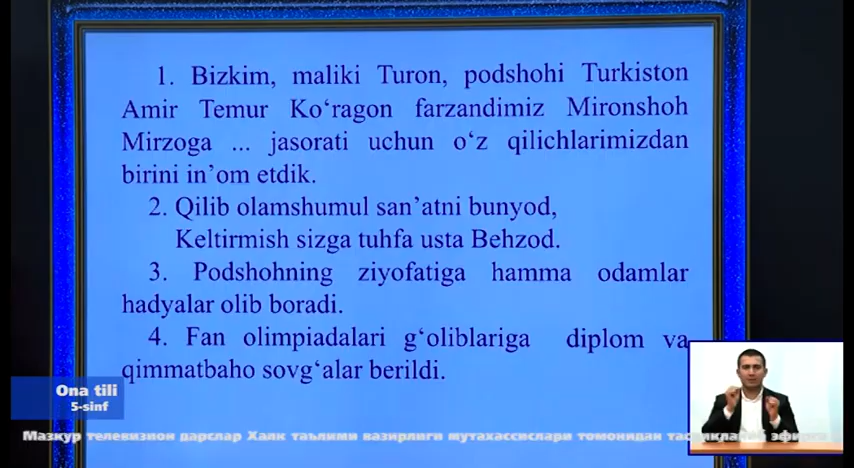 1. Bizkim, maliki Turon, podshohi Turkiston
Amir Temur Ko‘ragon farzandimiz Mironshoh
Mirzoga ... jasorati uchun o‘z qilichlarimizdan
birini in’om etdik.
2. Qilib olamshumul san’atni bunyod,
Keltirmish sizga tuhfa usta Behzod.
3. Podshohning ziyofatiga hamma odamlar
hadyalar olib boradi.
4. Fan olimpiadalari g‘oliblariga diplom va
qimmatbaho sovg‘alar berildi.
Ona tili
5-sinf
Мазкур телевизион дарслар Халк таълими вазирлиги мутахассислари томонидан